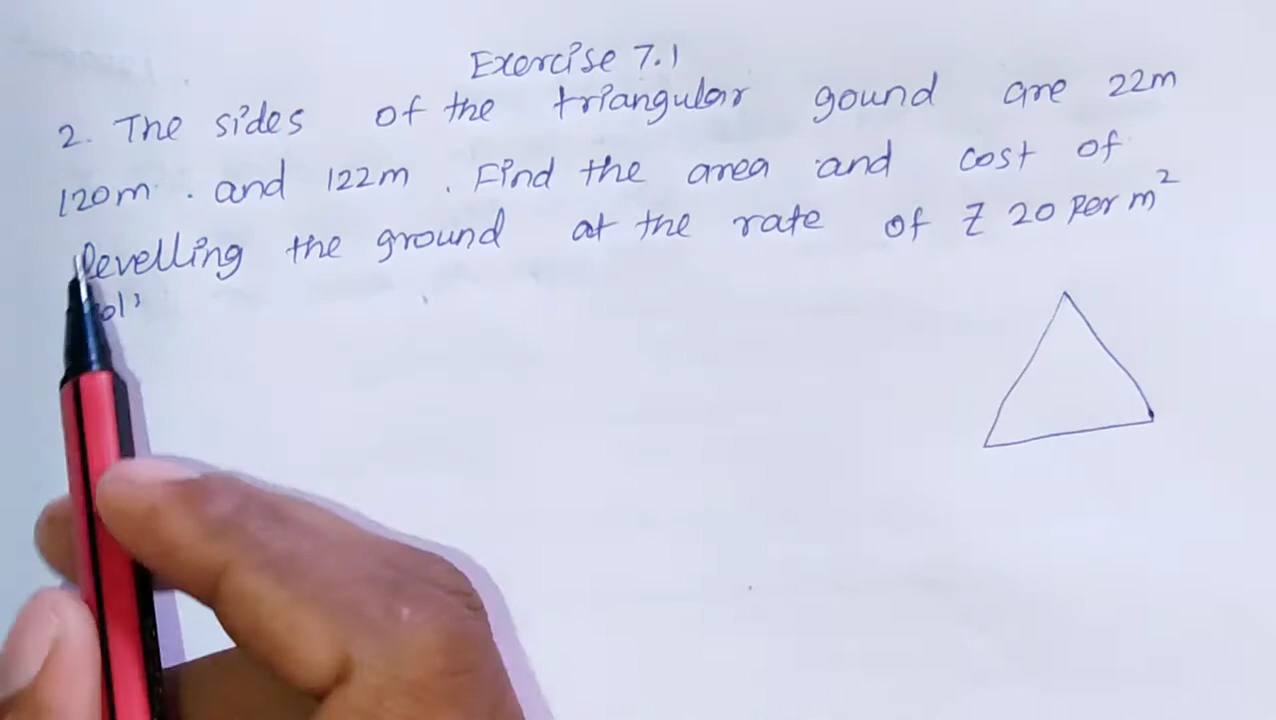 Exercise 7.1
2. The sides of the triangular gound are 22m
120m . and 122m . Find the area and cost of
levelling the ground at the rate of ₹ 20 Per m²